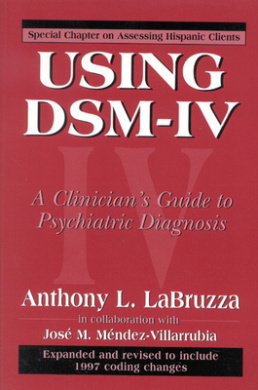 Special Chapter on Assessing Hispanic Clients
USING
DSM-IV
IV
A Clinician's Guide to
Psychiatric Diagnosis
Anthony L. LaBruzza
in collaboration with
José M. Méndez-Villarrubia
Expanded and revised to include
1997 coding changes